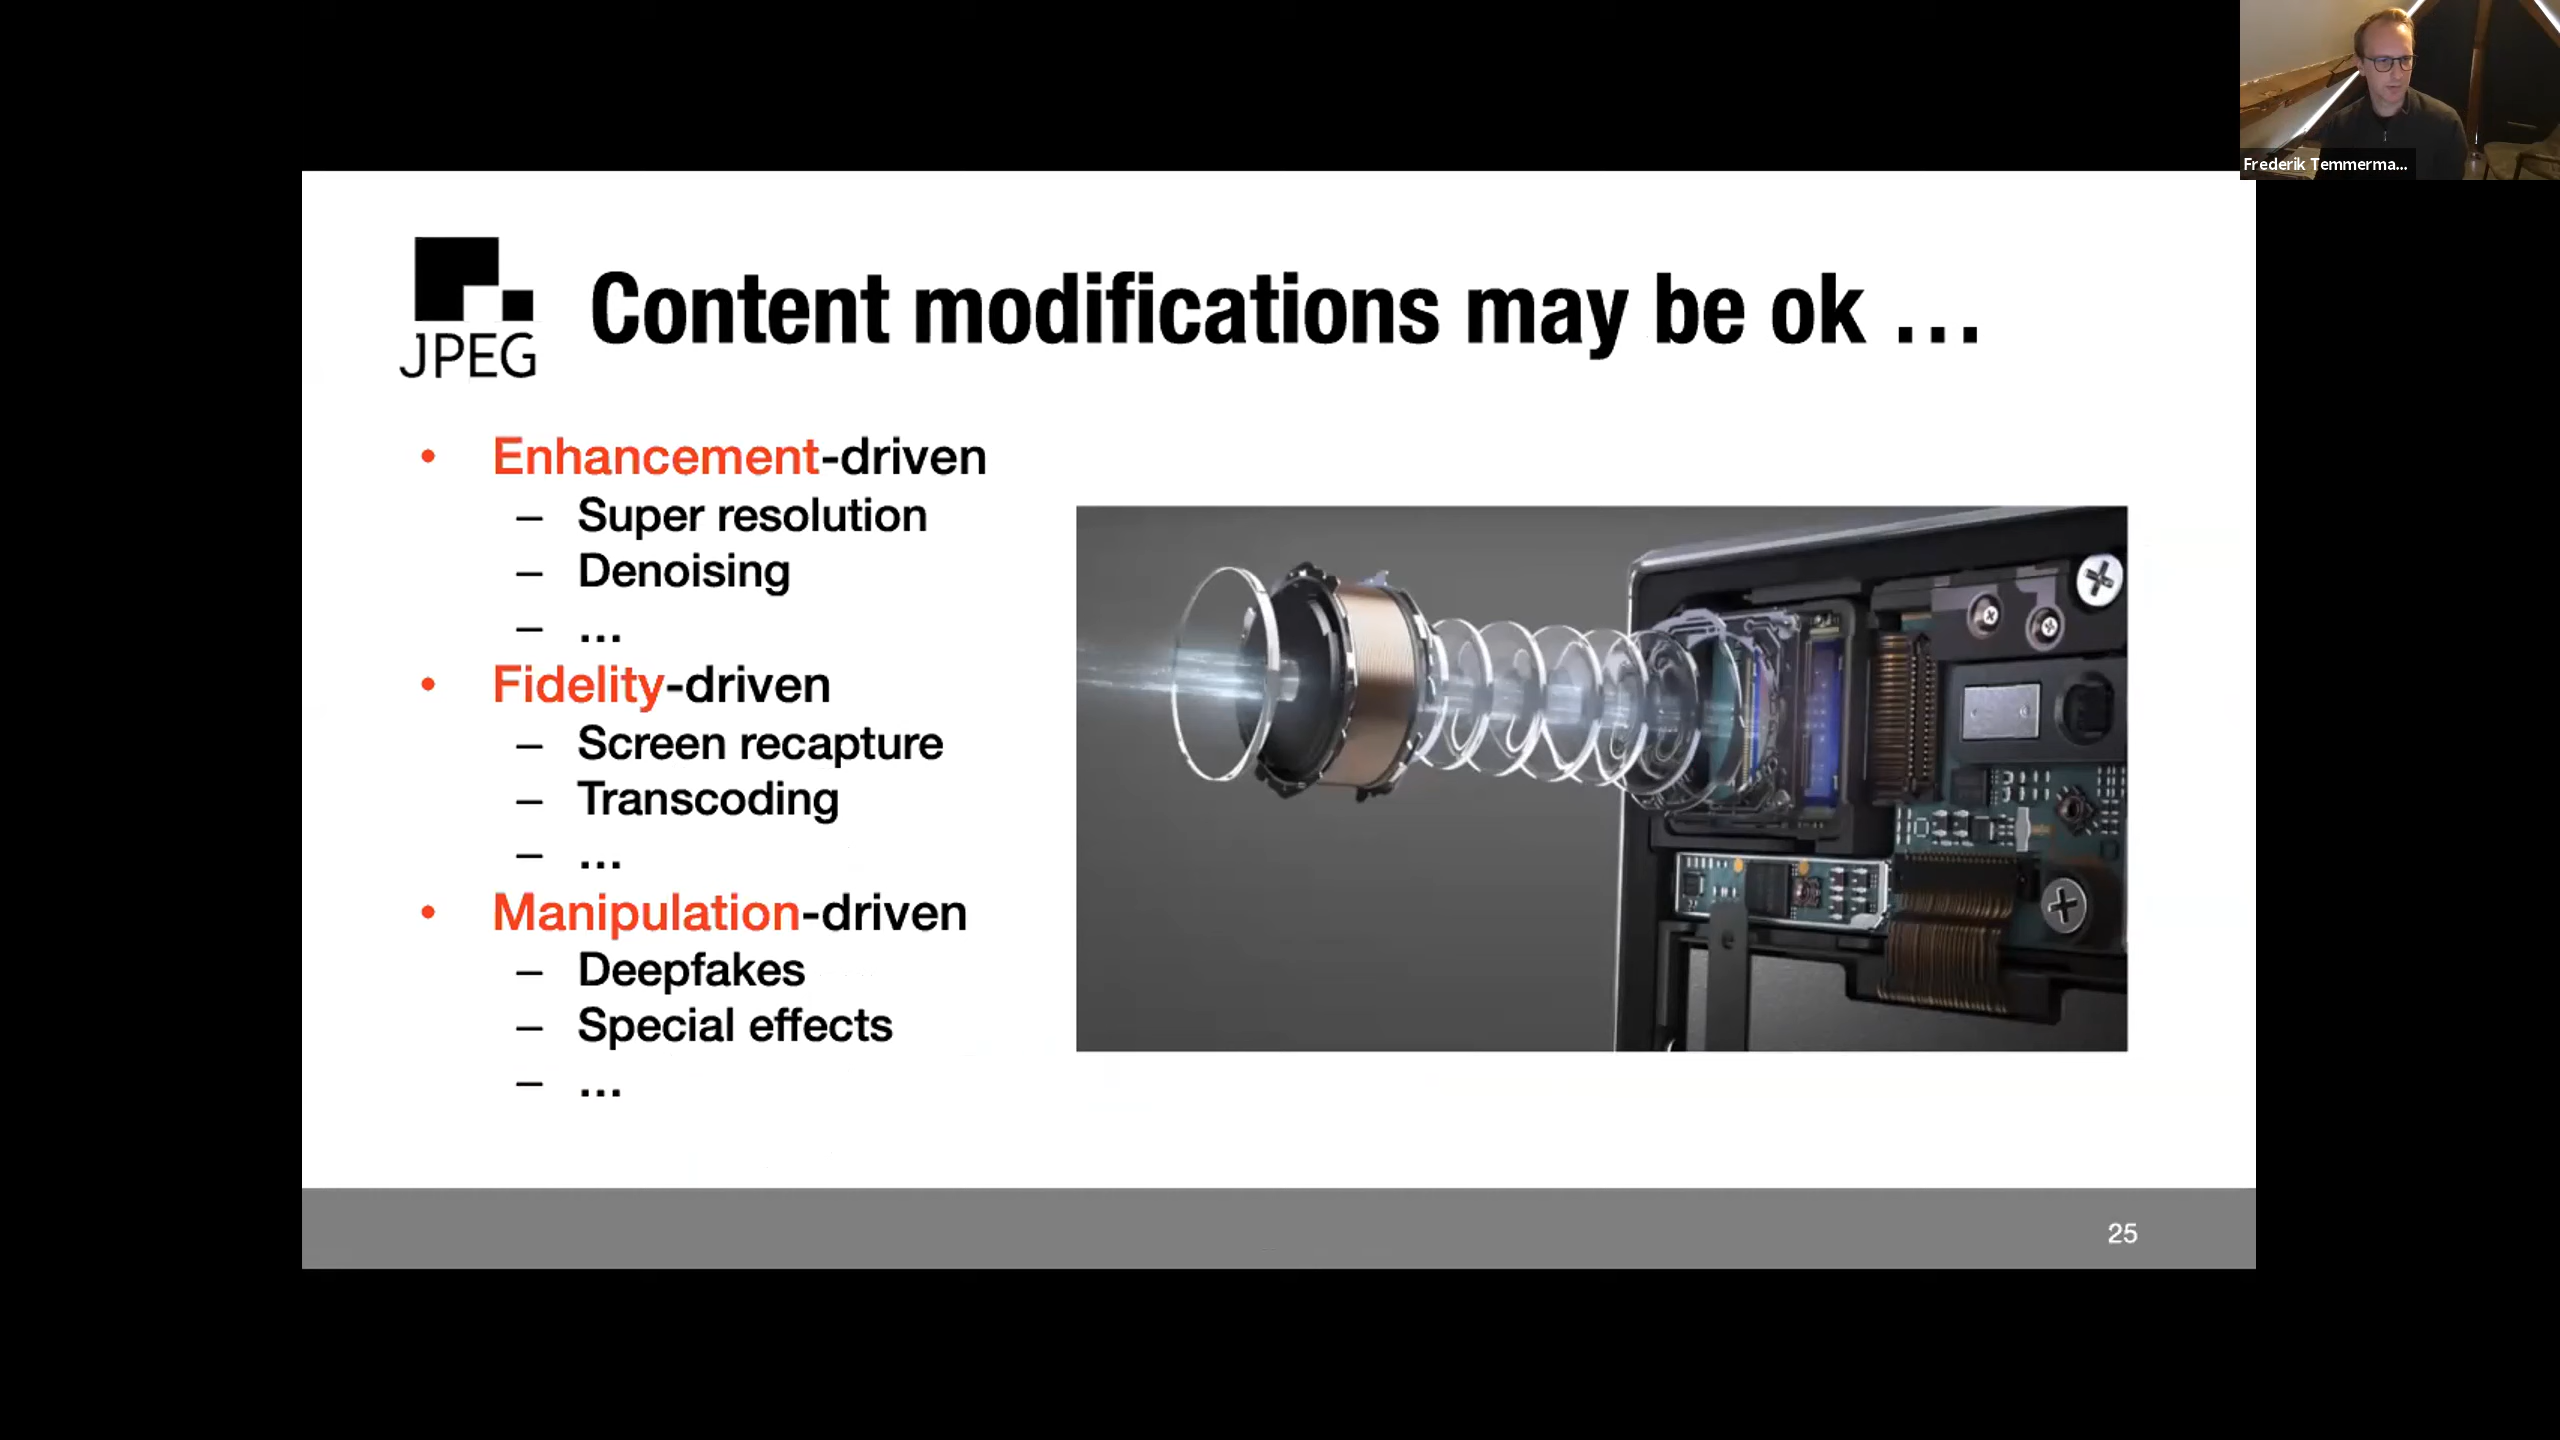 Frederik Temmerma...
JPEG
Content modifications may be ok ...
• Enhancement-driven
– Super resolution
– Denoising
– ...
• Fidelity-driven
– Screen recapture
– Transcoding
– ...
• Manipulation-driven
– Deepfakes
– Special effects
– ...
25